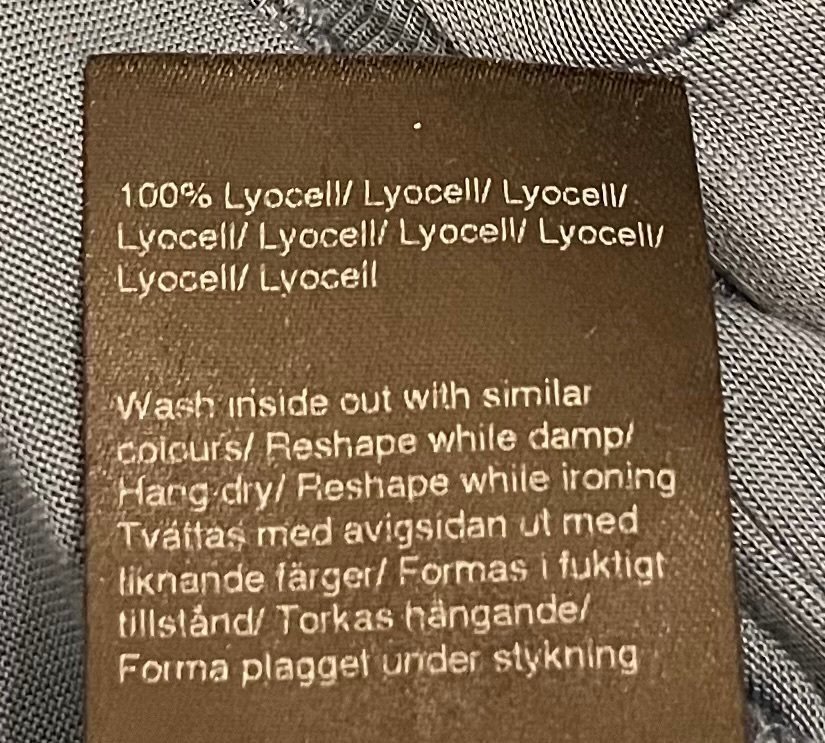 100% Lyocell/ Lyocell/ Lyocell/
Lyocell/ Lyocell/ Lyocell/ Lyocell/
Lyocell/ Lyocell
Wash inside out with similar
colours/ Reshape while damp/
Hang dry/ Reshape while ironing
Tvättas med avigsidan ut med
liknande färger/ Formas i fuktigt
tillstånd/ Torkas hängande/
Forma plagget under stykning